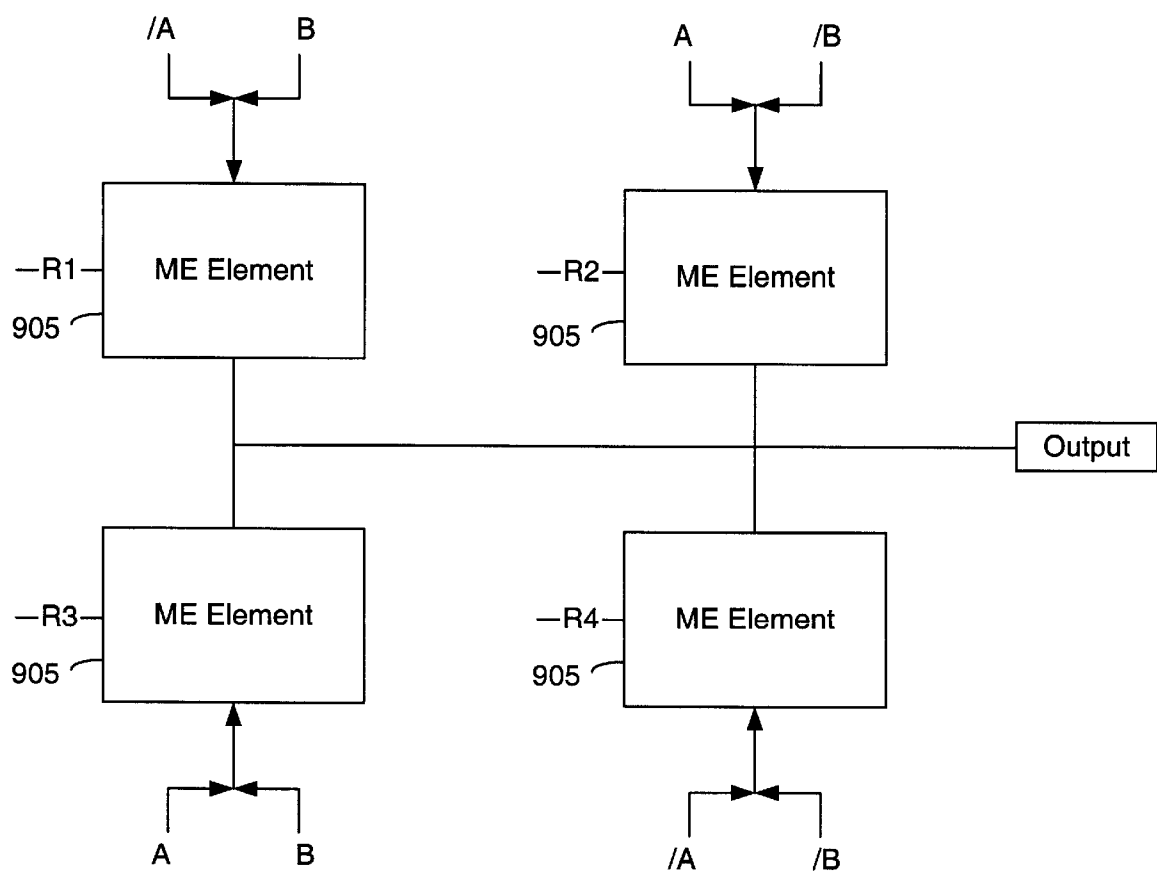 /A B A /B
ME Element ME Element
—R1— —R2—
905 905
Output
ME Element ME Element
—R3— —R4—
905 905
A B /A /B